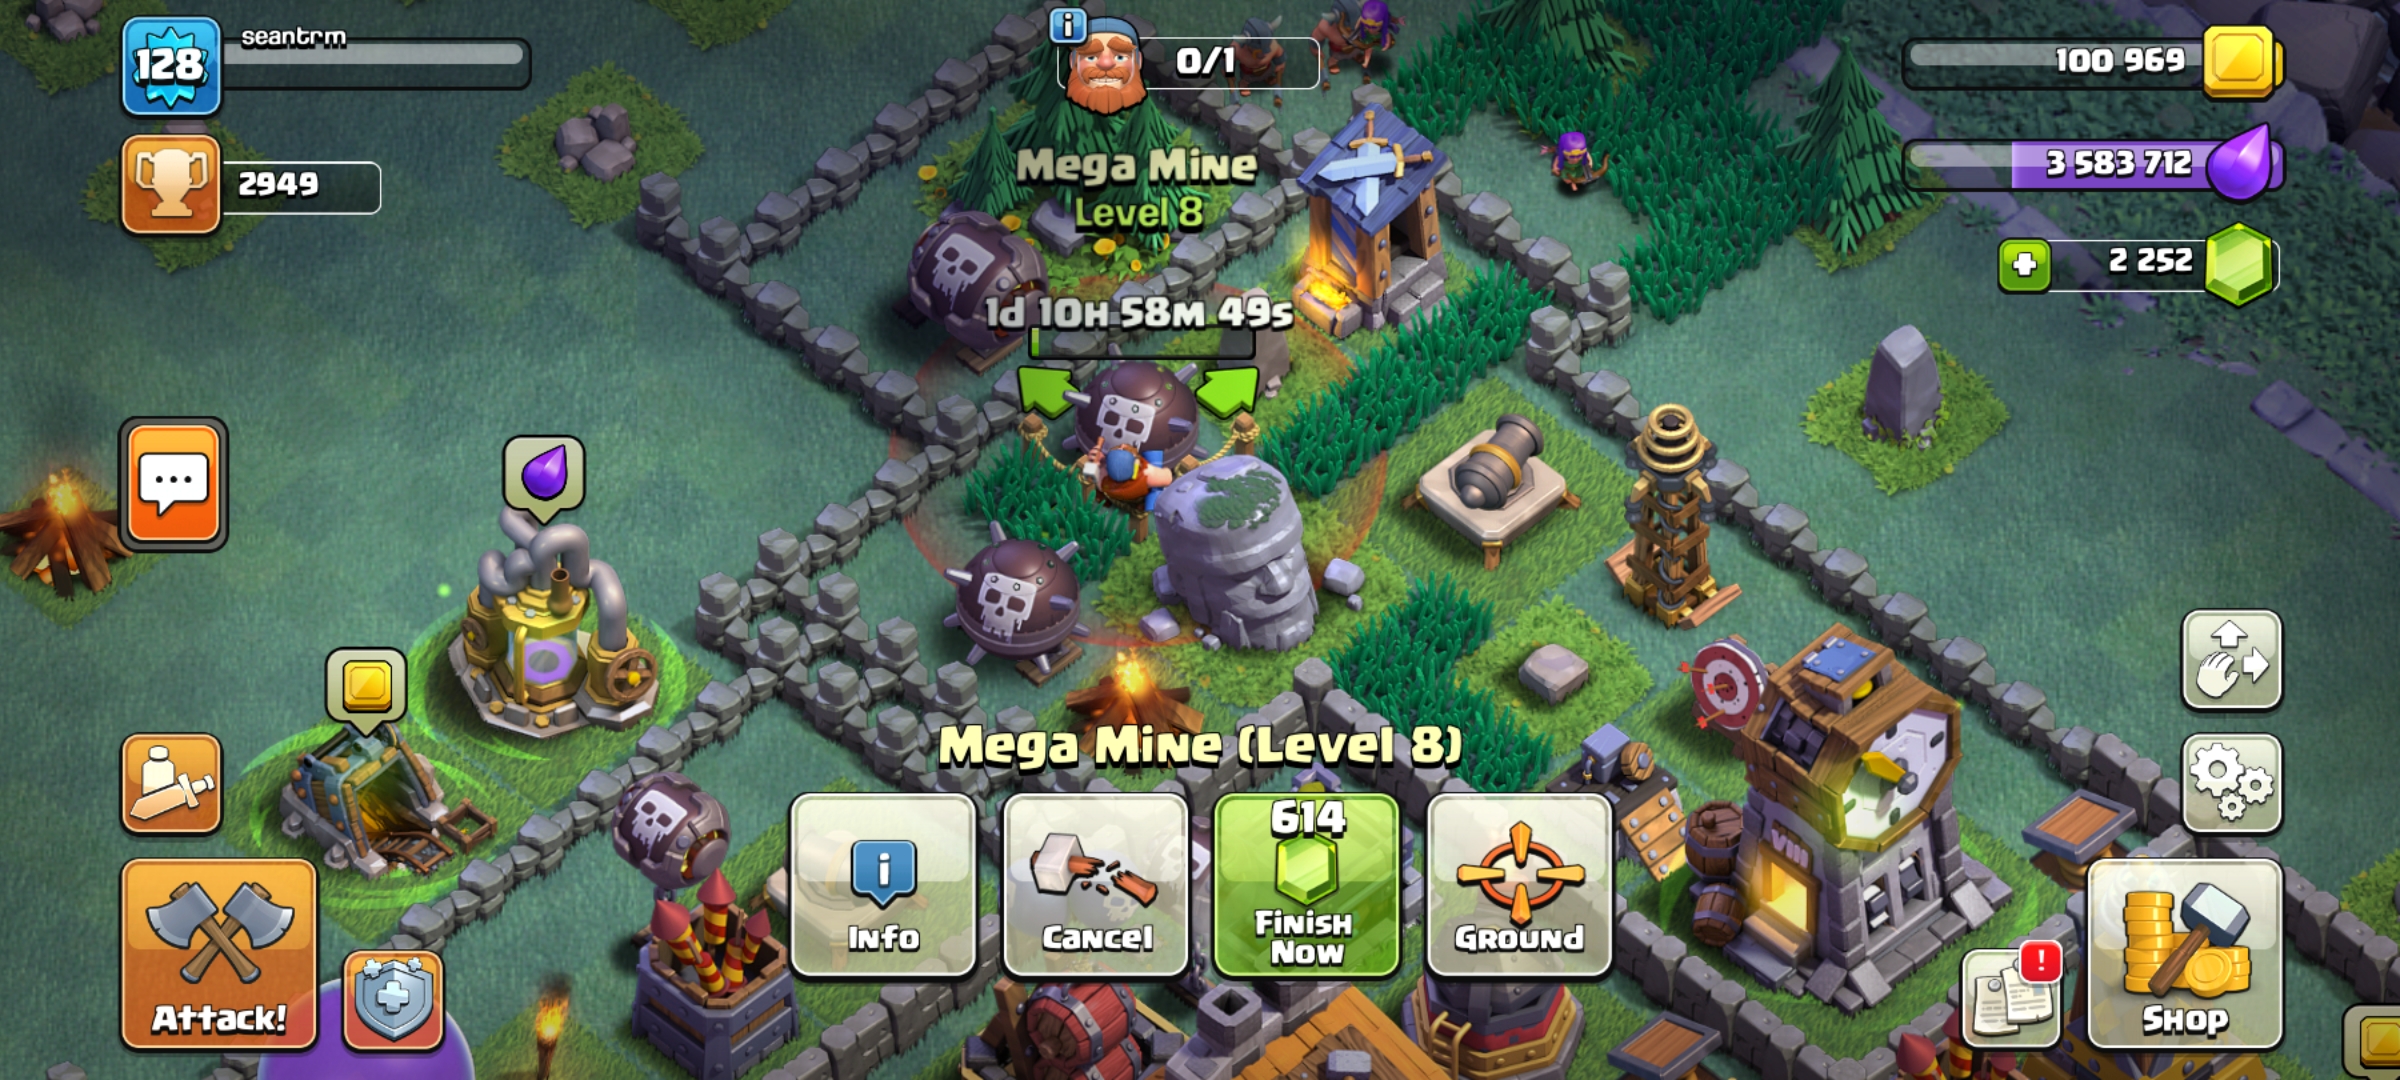 128
seantrm
0/1
100 969
2949
Mega Mine
Level 8
3 583 712
2 252
1d 10H 58M 49s
Mega Mine (Level 8)
VIII
Info
Cancel
614
Finish
Now
Ground
Attack!
!
Shop